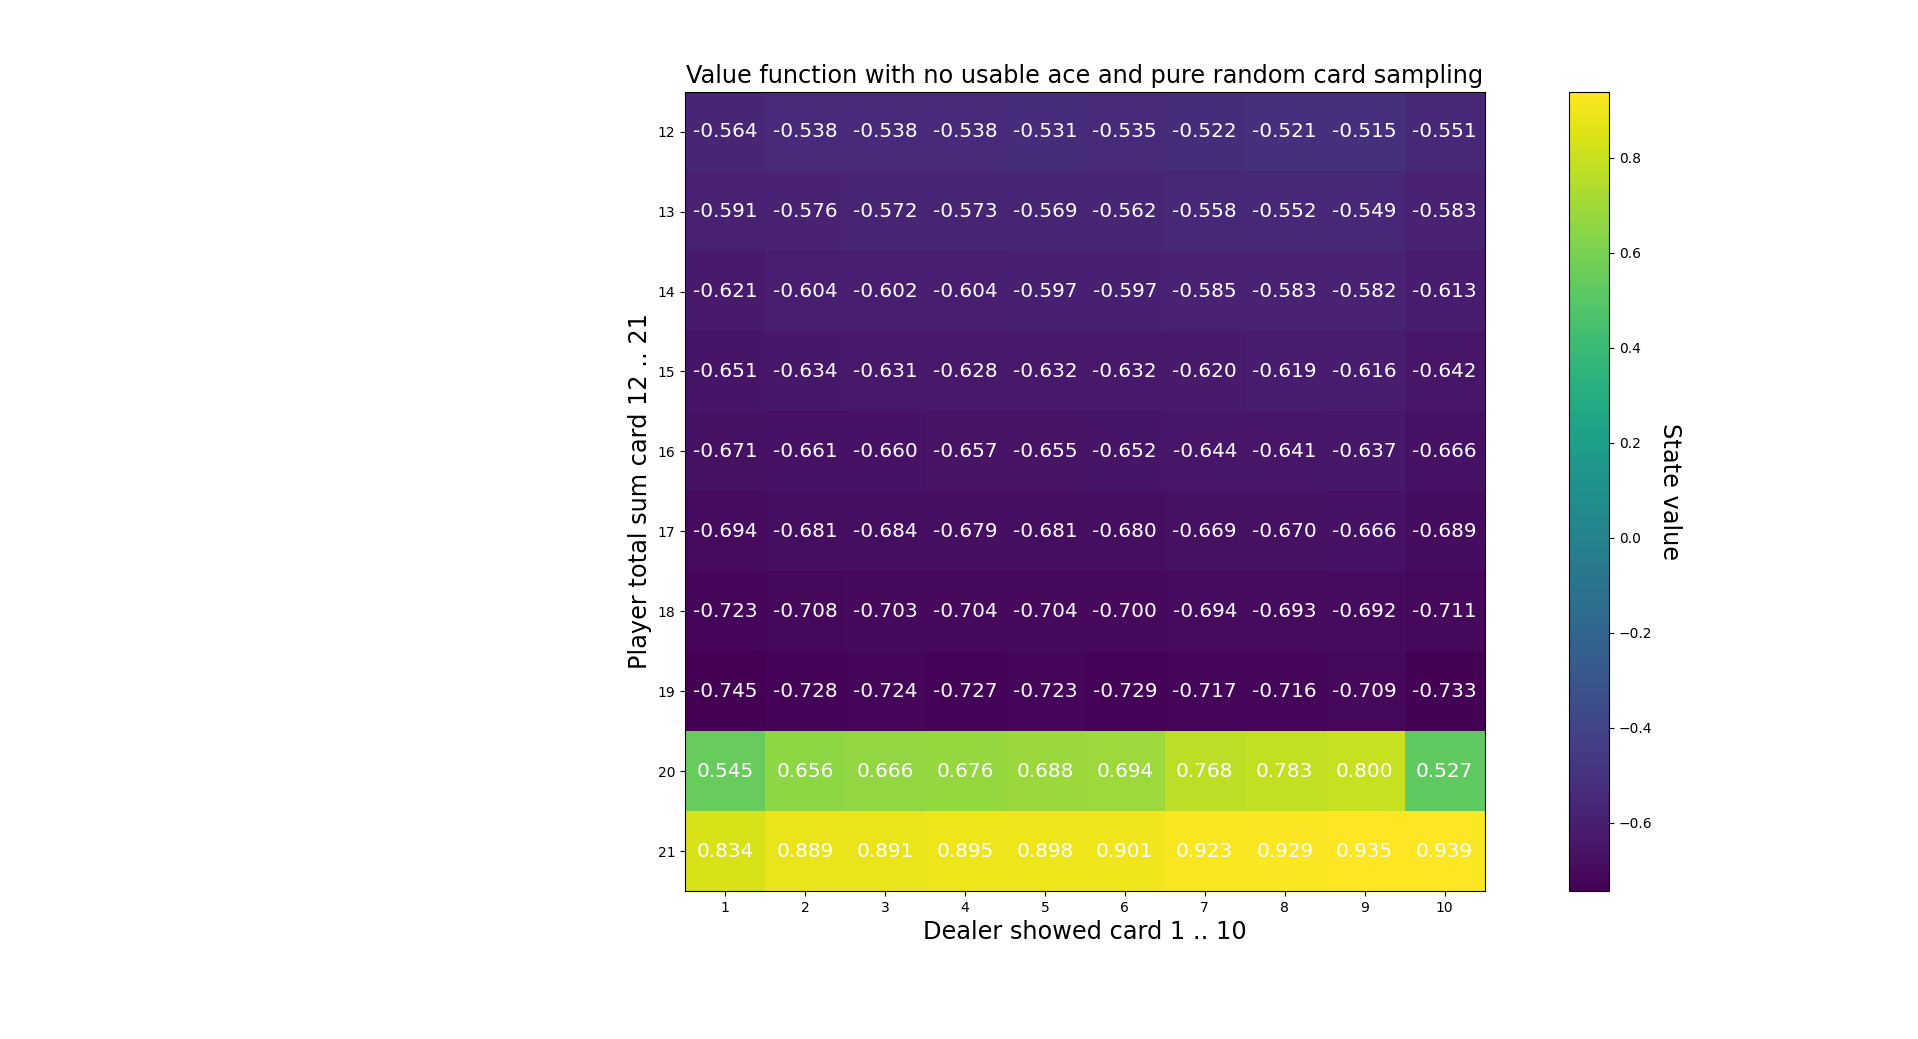 Value function with no usable ace and pure random card sampling
12 -0.564 -0.538 -0.538 -0.538 -0.531 -0.535 -0.522 -0.521 -0.515 -0.551
13 -0.591 -0.576 -0.572 -0.573 -0.569 -0.562 -0.558 -0.552 -0.549 -0.583
14 -0.621 -0.604 -0.602 -0.604 -0.597 -0.597 -0.585 -0.583 -0.582 -0.613
15 -0.651 -0.634 -0.631 -0.628 -0.632 -0.632 -0.620 -0.619 -0.616 -0.642
16 -0.671 -0.661 -0.660 -0.657 -0.655 -0.652 -0.644 -0.641 -0.637 -0.666
17 -0.694 -0.681 -0.684 -0.679 -0.681 -0.680 -0.669 -0.670 -0.666 -0.689
18 -0.723 -0.708 -0.703 -0.704 -0.704 -0.700 -0.694 -0.693 -0.692 -0.711
19 -0.745 -0.728 -0.724 -0.727 -0.723 -0.729 -0.717 -0.716 -0.709 -0.733
20 0.545 0.656 0.666 0.676 0.688 0.694 0.768 0.783 0.800 0.527
21 0.834 0.889 0.891 0.895 0.898 0.901 0.923 0.929 0.935 0.939
1 2 3 4 5 6 7 8 9 10
Dealer showed card 1 .. 10
Player total sum card 12 .. 21
0.8
0.6
0.4
0.2
0.0
−0.2
−0.4
−0.6
State value